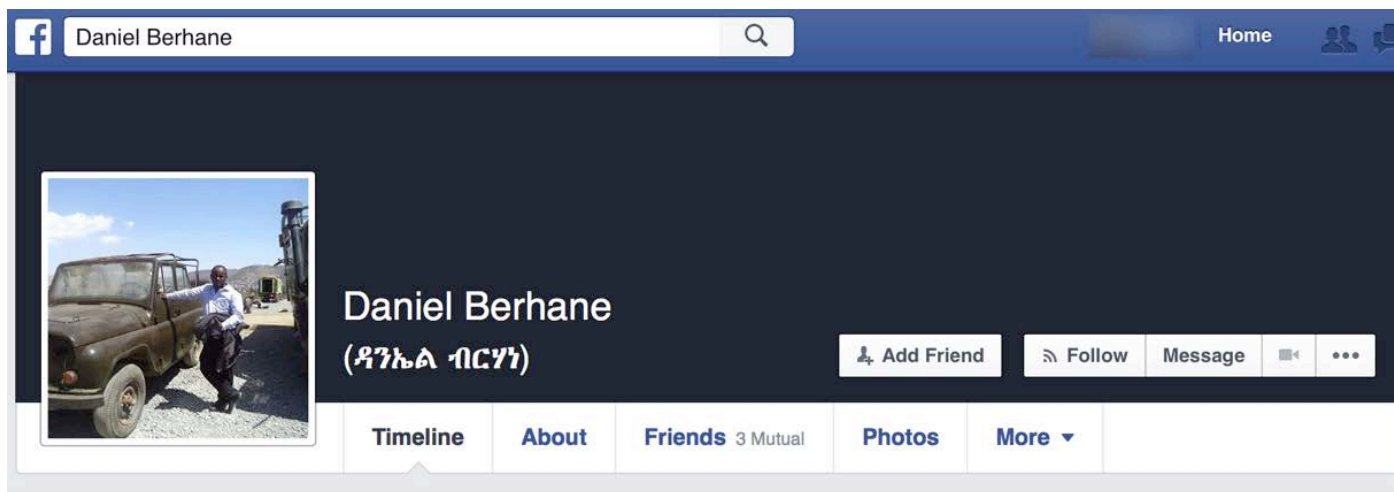 f Daniel Berhane
Home
Daniel Berhane
(ዳንኤል ብርሃነ)
Add Friend
Follow
Message
Timeline
About
Friends 3 Mutual
Photos
More